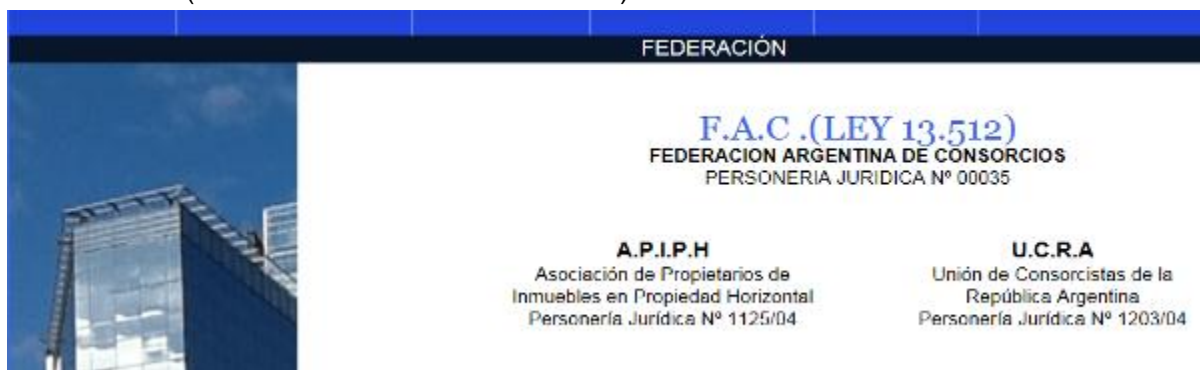 FEDERACIÓN
F.A.C .(LEY 13.512)
FEDERACION ARGENTINA DE CONSORCIOS
PERSONERIA JURIDICA Nº 00035
A.P.I.P.H
Asociación de Propietarios de
Inmuebles en Propiedad Horizontal
Personería Jurídica Nº 1125/04
U.C.R.A
Unión de Consorcistas de la
República Argentina
Personería Jurídica Nº 1203/04